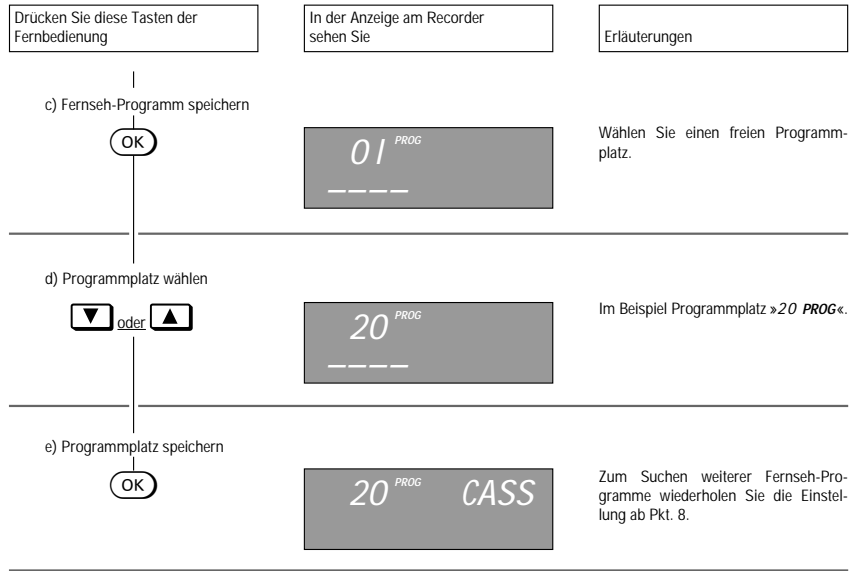 Drücken Sie diese Tasten der
Fernbedienung
In der Anzeige am Recorder
sehen Sie
Erläuterungen
c) Fernseh-Programm speichern
OK
01 PROG
____
Wählen Sie einen freien Programm-
platz.
d) Programmplatz wählen
▼ oder ▲
20 PROG
____
Im Beispiel Programmplatz »20 PROG«.
e) Programmplatz speichern
OK
20 PROG CASS
Zum Suchen weiterer Fernseh-Pro-
gramme wiederholen Sie die Einstel-
lung ab Pkt. 8.